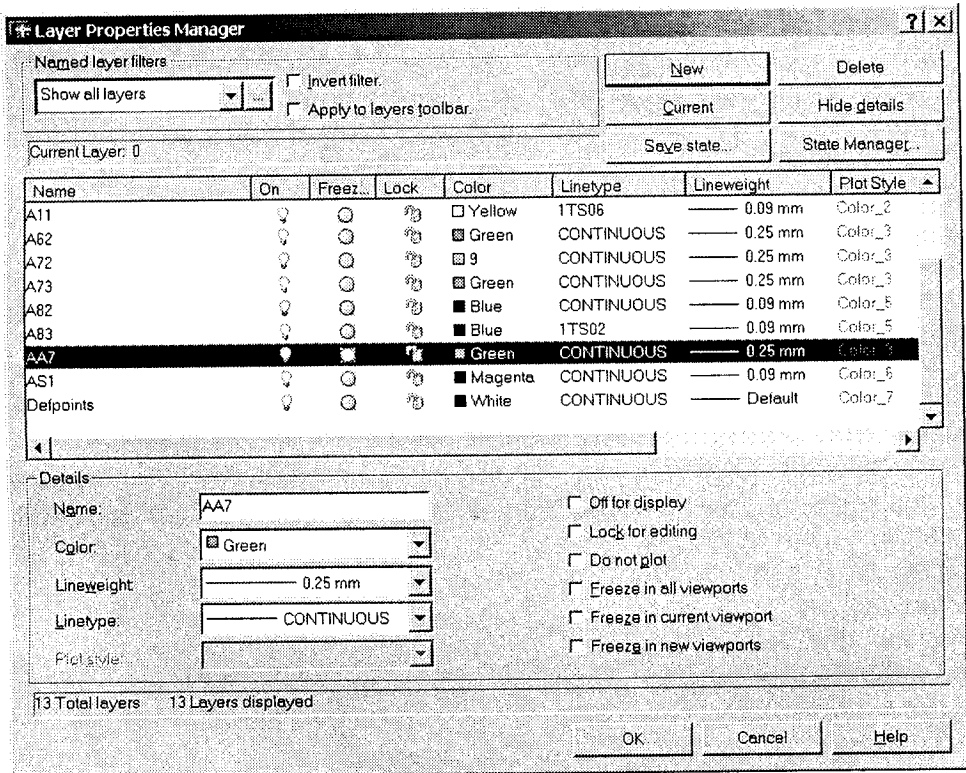 Layer Properties Manager ? ×
Named layer filters
Show all layers ...
Invert filter.
Apply to layers toolbar.
New Delete
Current Hide details
Save state... State Manager...
Current Layer: 0
Name On Freez... Lock Color Linetype Lineweight Plot Style
A11 Yellow 1TS06 0.09 mm Color_2
A62 Green CONTINUOUS 0.25 mm Color_3
A72 9 CONTINUOUS 0.25 mm Color_3
A73 Green CONTINUOUS 0.25 mm Color_3
A82 Blue CONTINUOUS 0.09 mm Color_5
A83 Blue 1TS02 0.09 mm Color_5
AA7 Green CONTINUOUS 0.25 mm
AS1 Magenta CONTINUOUS 0.09 mm Color_6
Defpoints White CONTINUOUS Default Color_7
Details
Name: AA7
Color: Green
Lineweight: 0.25 mm
Linetype: CONTINUOUS
Plot style:
Off for display
Lock for editing
Do not plot
Freeze in all viewports
Freeze in current viewport
Freeze in new viewports
13 Total layers 13 Layers displayed
OK Cancel Help